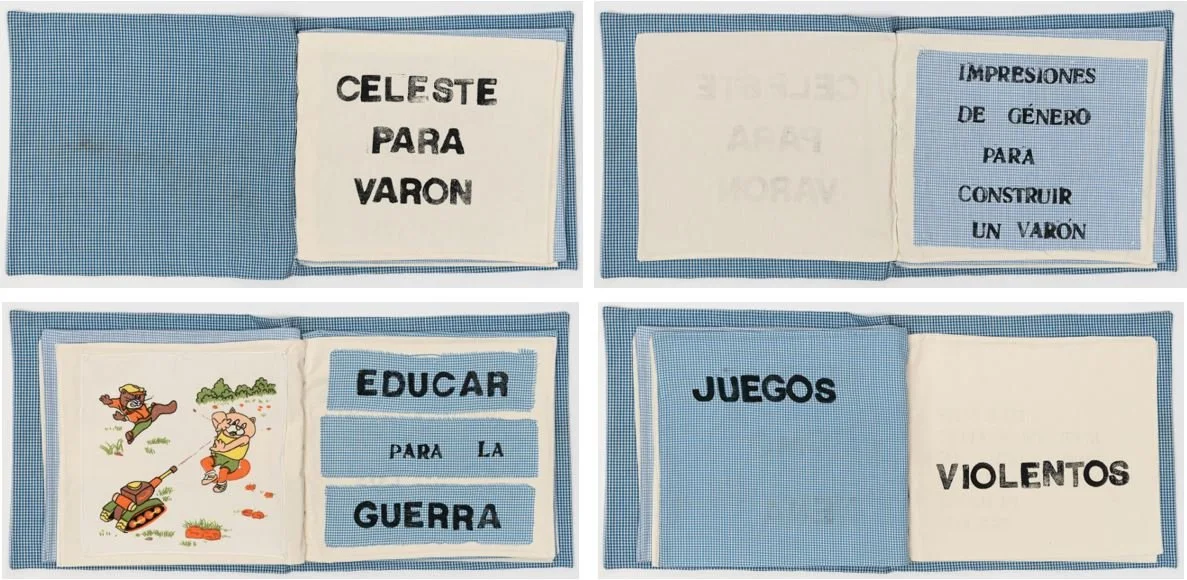 CELESTE
PARA
VARON
IMPRESIONES
DE GÉNERO
PARA
CONSTRUIR
UN VARÓN
EDUCAR
PARA LA
GUERRA
JUEGOS
VIOLENTOS